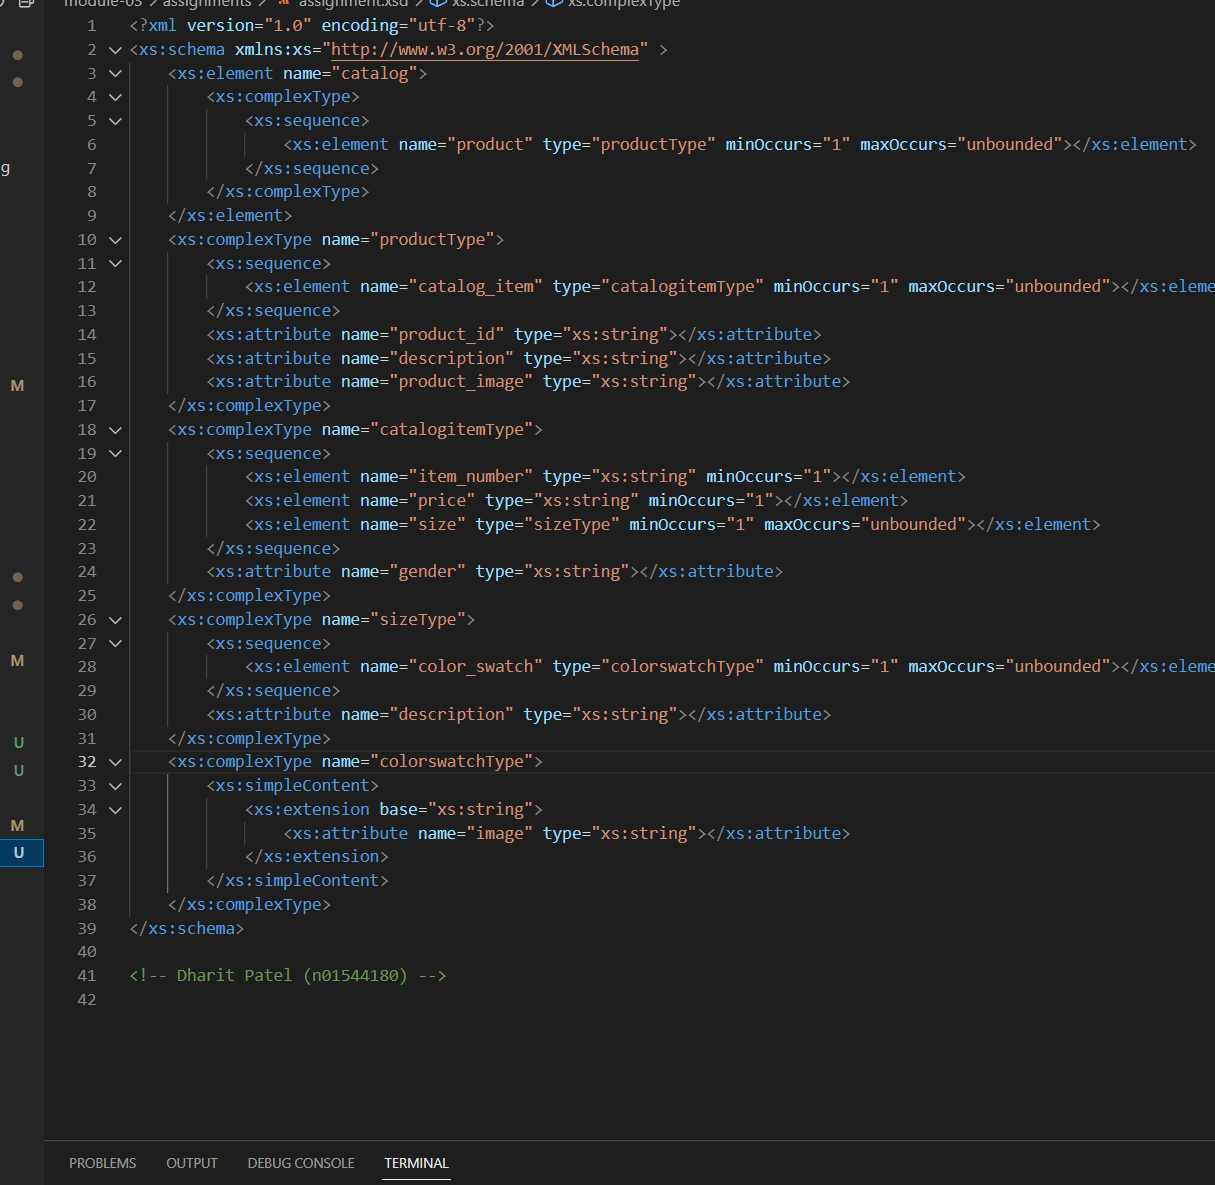 module-03 > assignments > assignment.xsd > xs:schema > xs:complexType
1 <?xml version="1.0" encoding="utf-8"?>
2 <xs:schema xmlns:xs="http://www.w3.org/2001/XMLSchema" >
3 <xs:element name="catalog">
4 <xs:complexType>
5 <xs:sequence>
6 <xs:element name="product" type="productType" minOccurs="1" maxOccurs="unbounded"></xs:element>
g
7 </xs:sequence>
8 </xs:complexType>
9 </xs:element>
10 <xs:complexType name="productType">
11 <xs:sequence>
12 <xs:element name="catalog_item" type="catalogitemType" minOccurs="1" maxOccurs="unbounded"></xs:eleme
13 </xs:sequence>
14 <xs:attribute name="product_id" type="xs:string"></xs:attribute>
15 <xs:attribute name="description" type="xs:string"></xs:attribute>
M
16 <xs:attribute name="product_image" type="xs:string"></xs:attribute>
17 </xs:complexType>
18 <xs:complexType name="catalogitemType">
19 <xs:sequence>
20 <xs:element name="item_number" type="xs:string" minOccurs="1"></xs:element>
21 <xs:element name="price" type="xs:string" minOccurs="1"></xs:element>
22 <xs:element name="size" type="sizeType" minOccurs="1" maxOccurs="unbounded"></xs:element>
23 </xs:sequence>
24 <xs:attribute name="gender" type="xs:string"></xs:attribute>
25 </xs:complexType>
26 <xs:complexType name="sizeType">
27 <xs:sequence>
M
28 <xs:element name="color_swatch" type="colorswatchType" minOccurs="1" maxOccurs="unbounded"></xs:eleme
29 </xs:sequence>
30 <xs:attribute name="description" type="xs:string"></xs:attribute>
31 </xs:complexType>
U
32 <xs:complexType name="colorswatchType">
U
33 <xs:simpleContent>
34 <xs:extension base="xs:string">
M
35 <xs:attribute name="image" type="xs:string"></xs:attribute>
U
36 </xs:extension>
37 </xs:simpleContent>
38 </xs:complexType>
39 </xs:schema>
40
41 <!-- Dharit Patel (n01544180) -->
42
PROBLEMS OUTPUT DEBUG CONSOLE TERMINAL